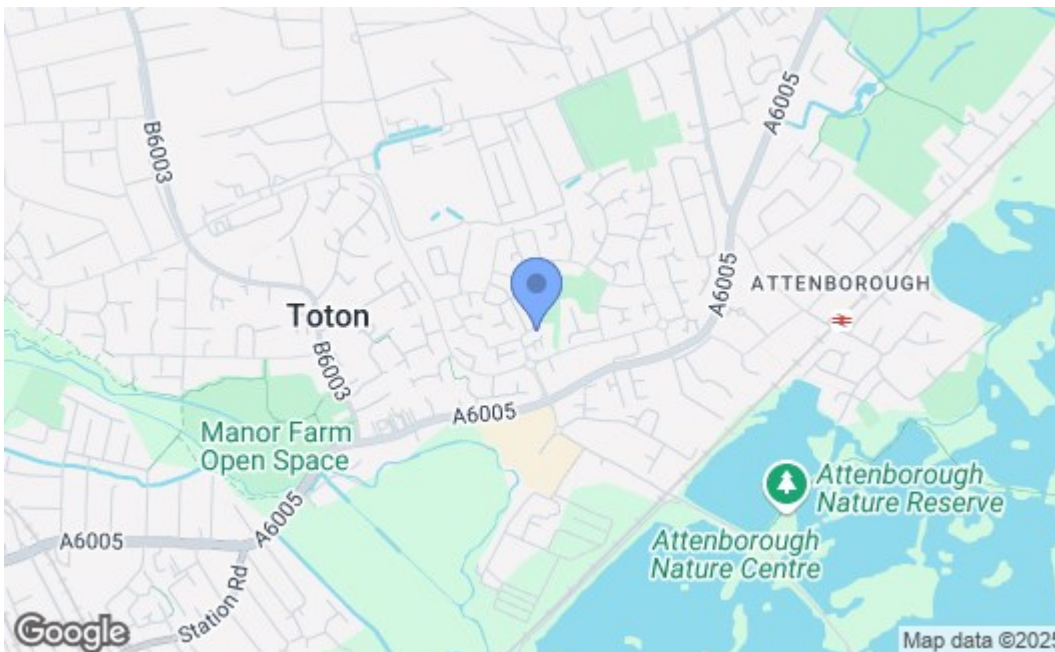 B6003
A6005
A6005
ATTENBOROUGH
Toton
B6003
A6005
Manor Farm
Open Space
Attenborough
Nature Reserve
A6005
A6005
Attenborough
Nature Centre
Station Rd
Google
Map data ©2025